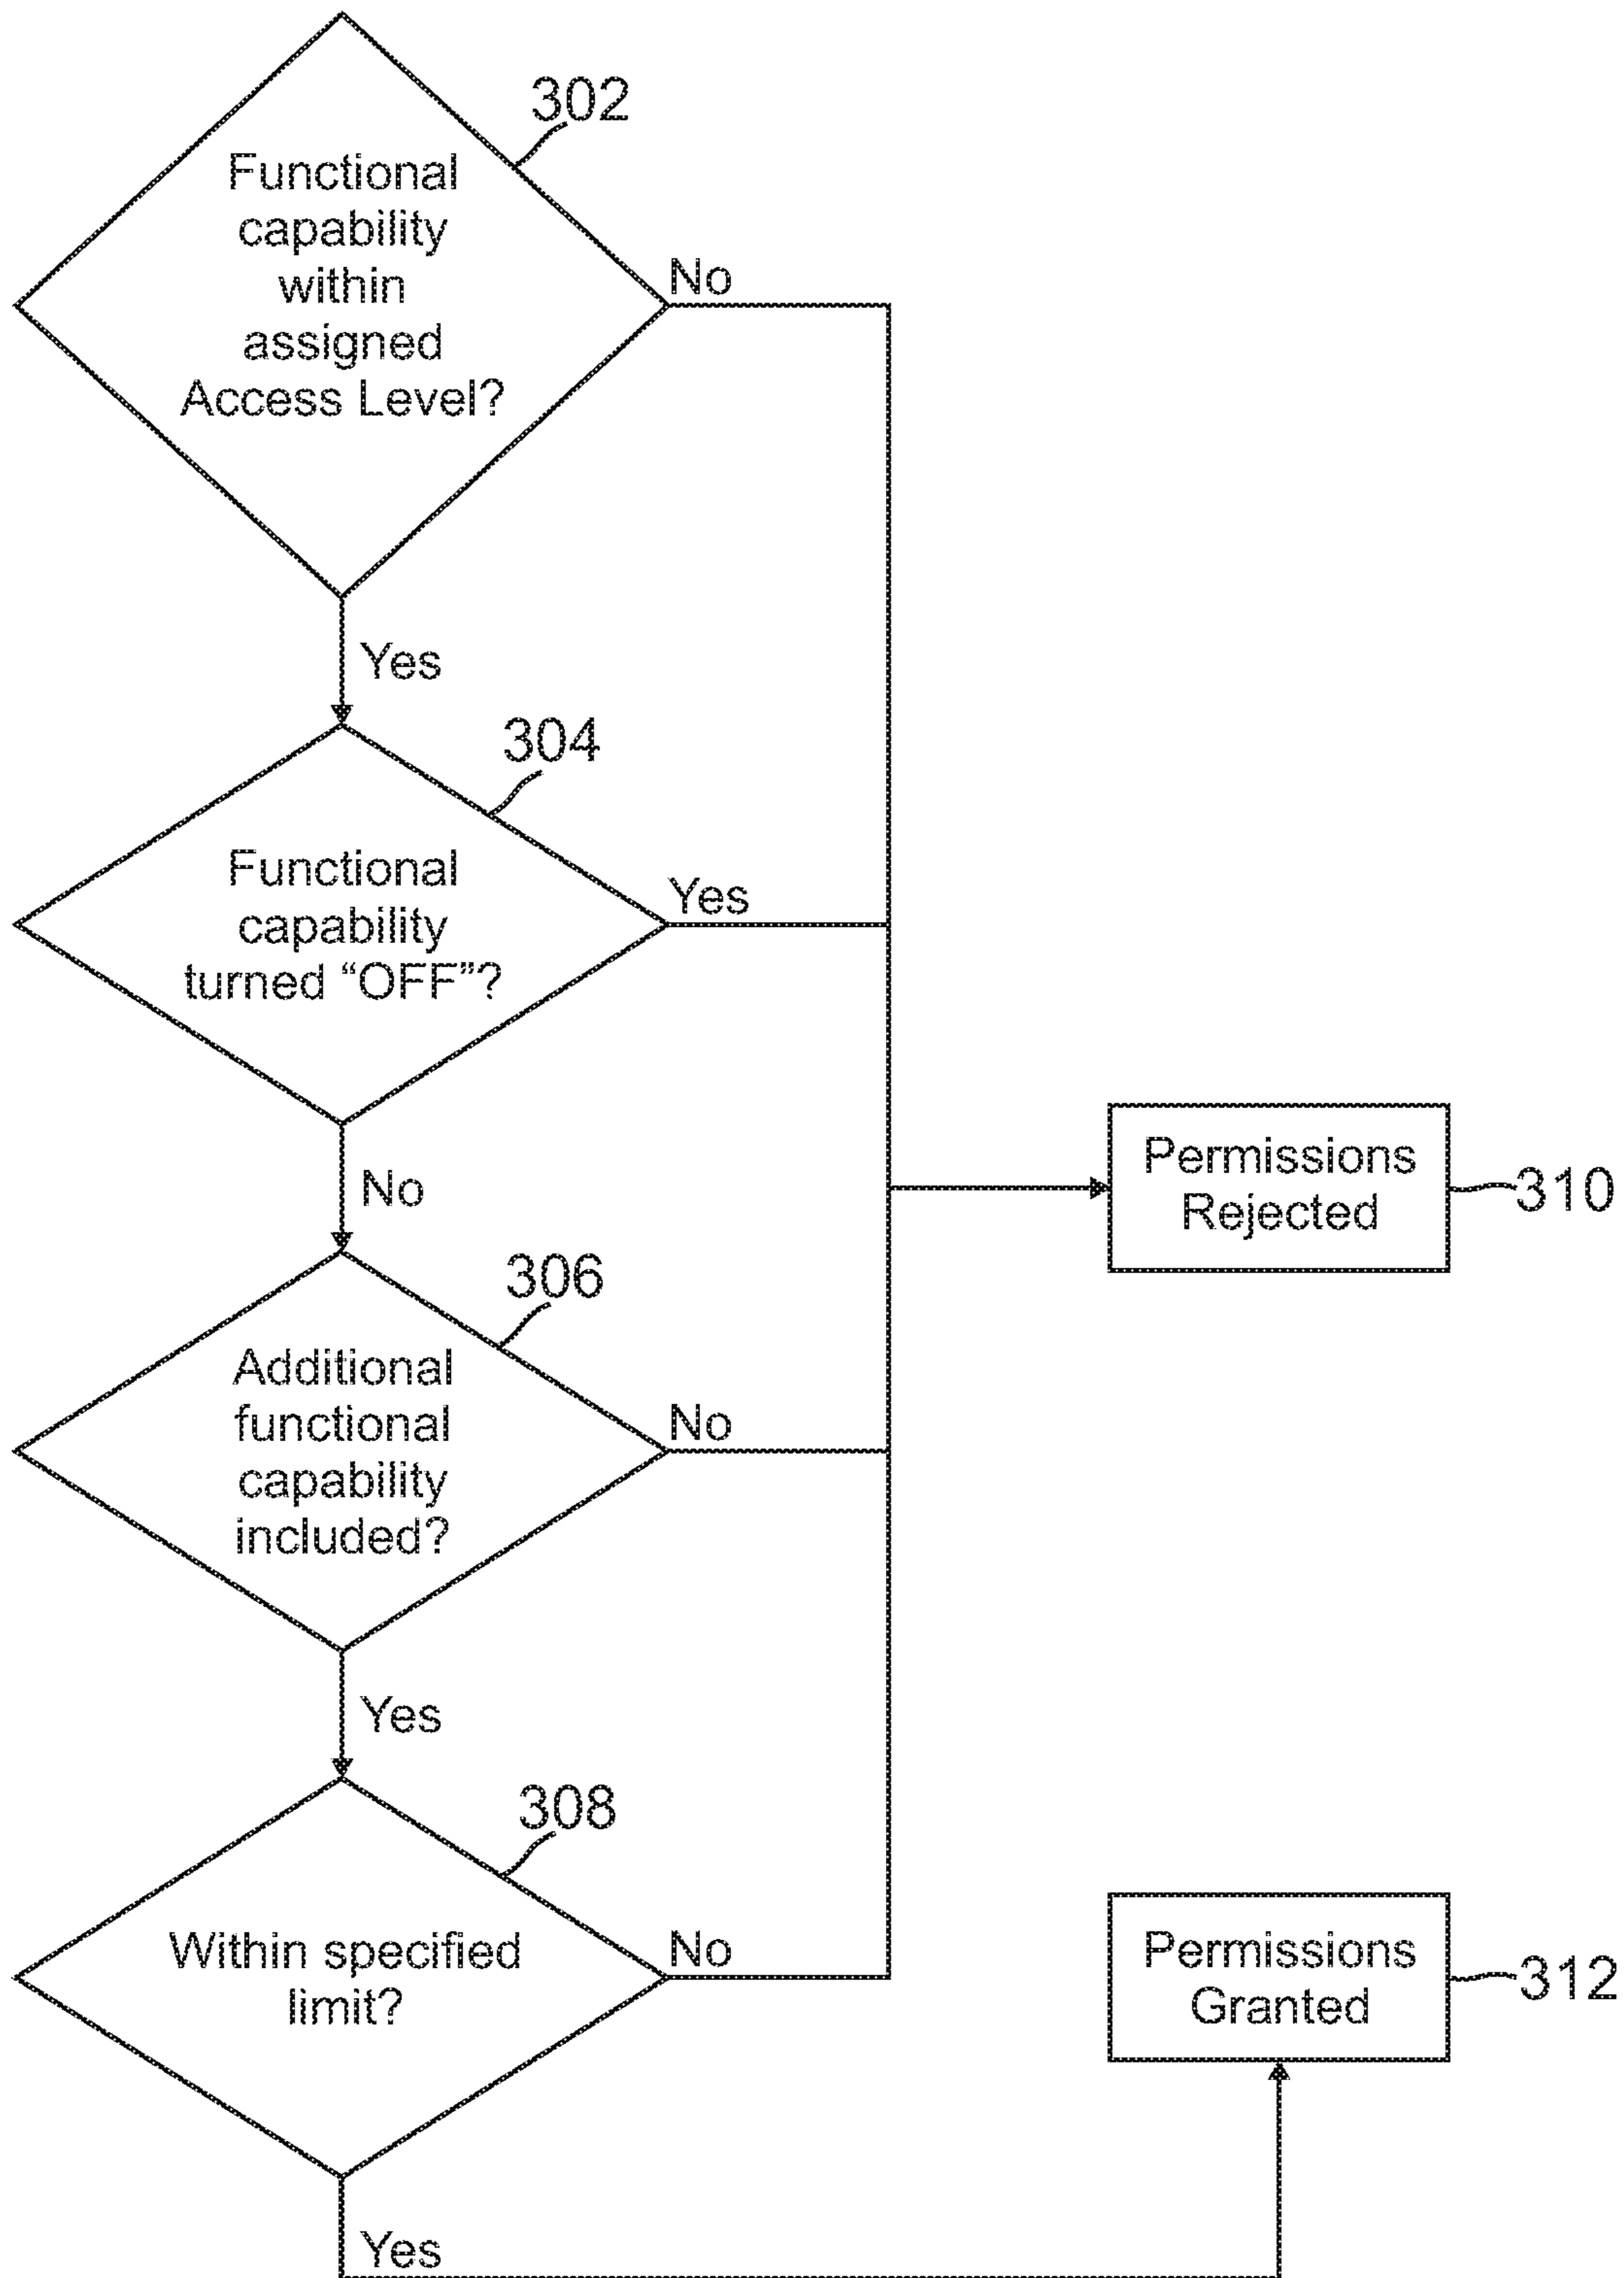 302
Functional
capability
within
assigned
Access Level?
No
Yes
304
Functional
capability
turned “OFF”?
Yes
No
306
Additional
functional
capability
included?
No
Yes
308
Within specified
limit?
No
Yes
Permissions
Rejected
310
Permissions
Granted
312